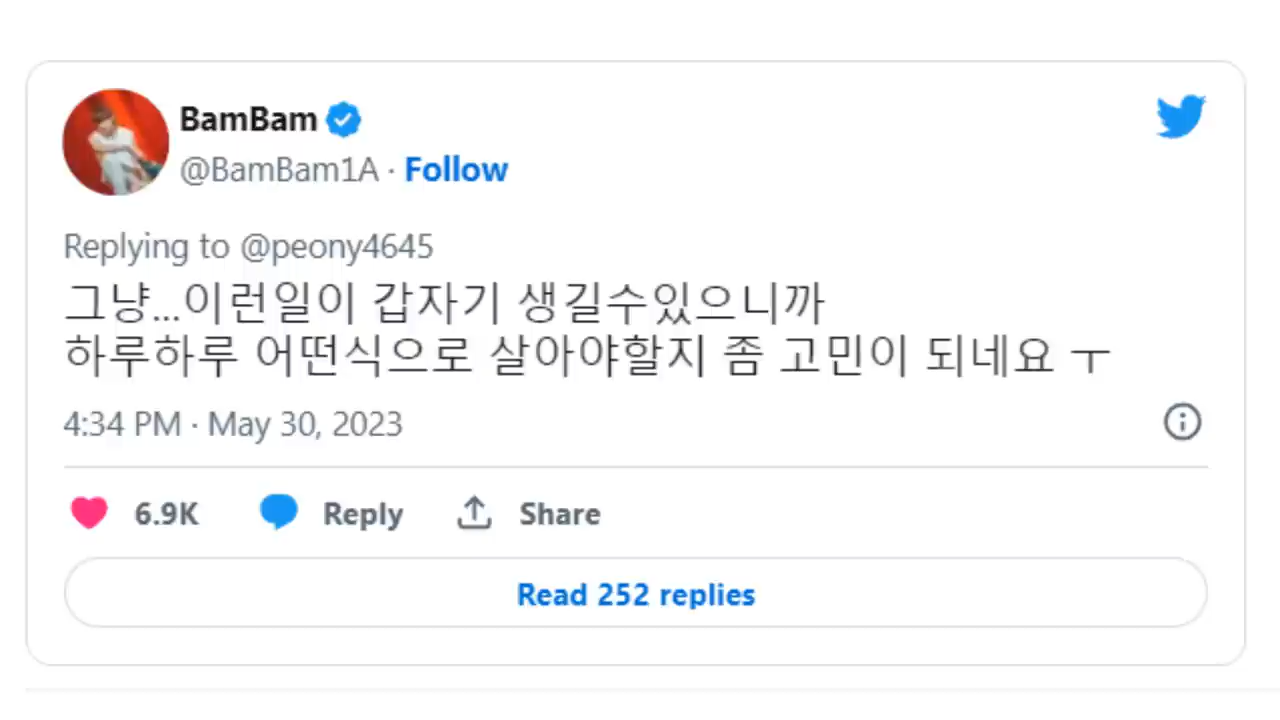 BamBam
@BamBam1A · Follow
Replying to @peony4645
그냥...이런일이 갑자기 생길수있으니까
하루하루 어떤식으로 살아야할지 좀 고민이 되네요 ㅜ
4:34 PM · May 30, 2023
6.9K Reply Share
Read 252 replies